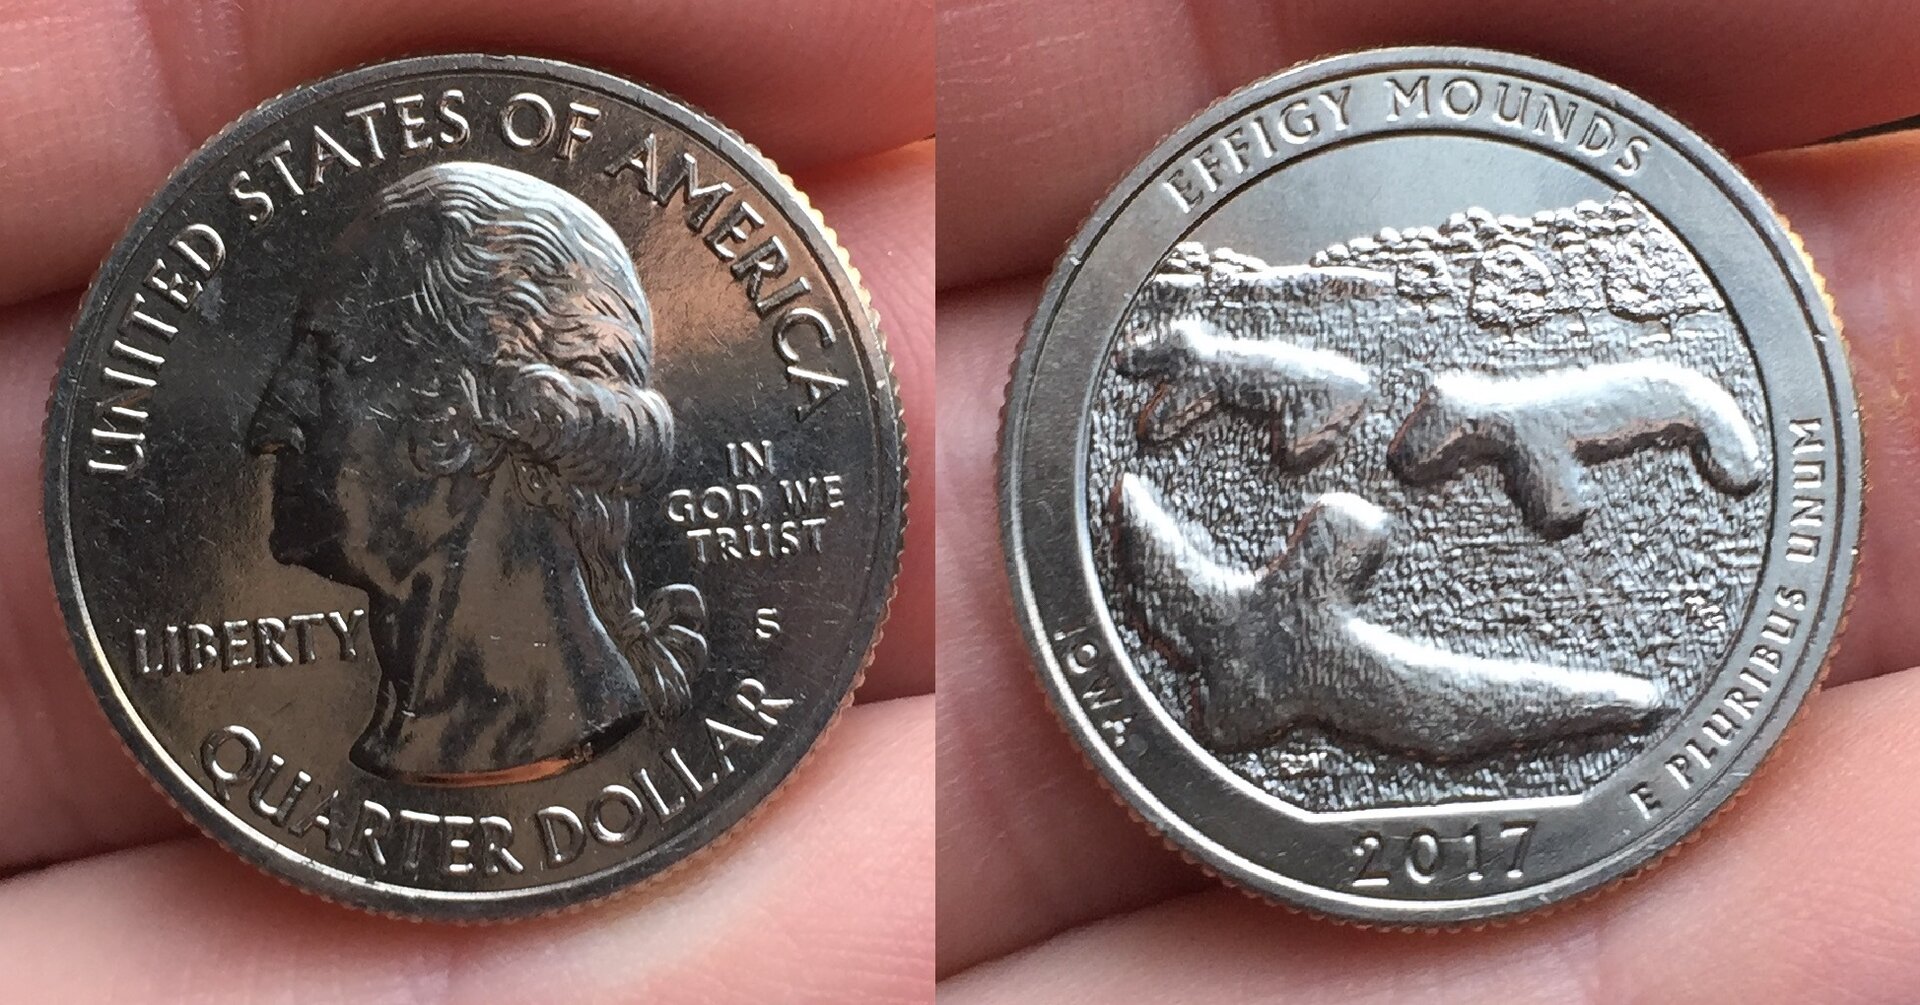 UNITED STATES OF AMERICA
IN
GOD WE
TRUST
LIBERTY
S
QUARTER DOLLAR
EFFIGY MOUNDS
IOWA
2017
E PLURIBUS UNUM